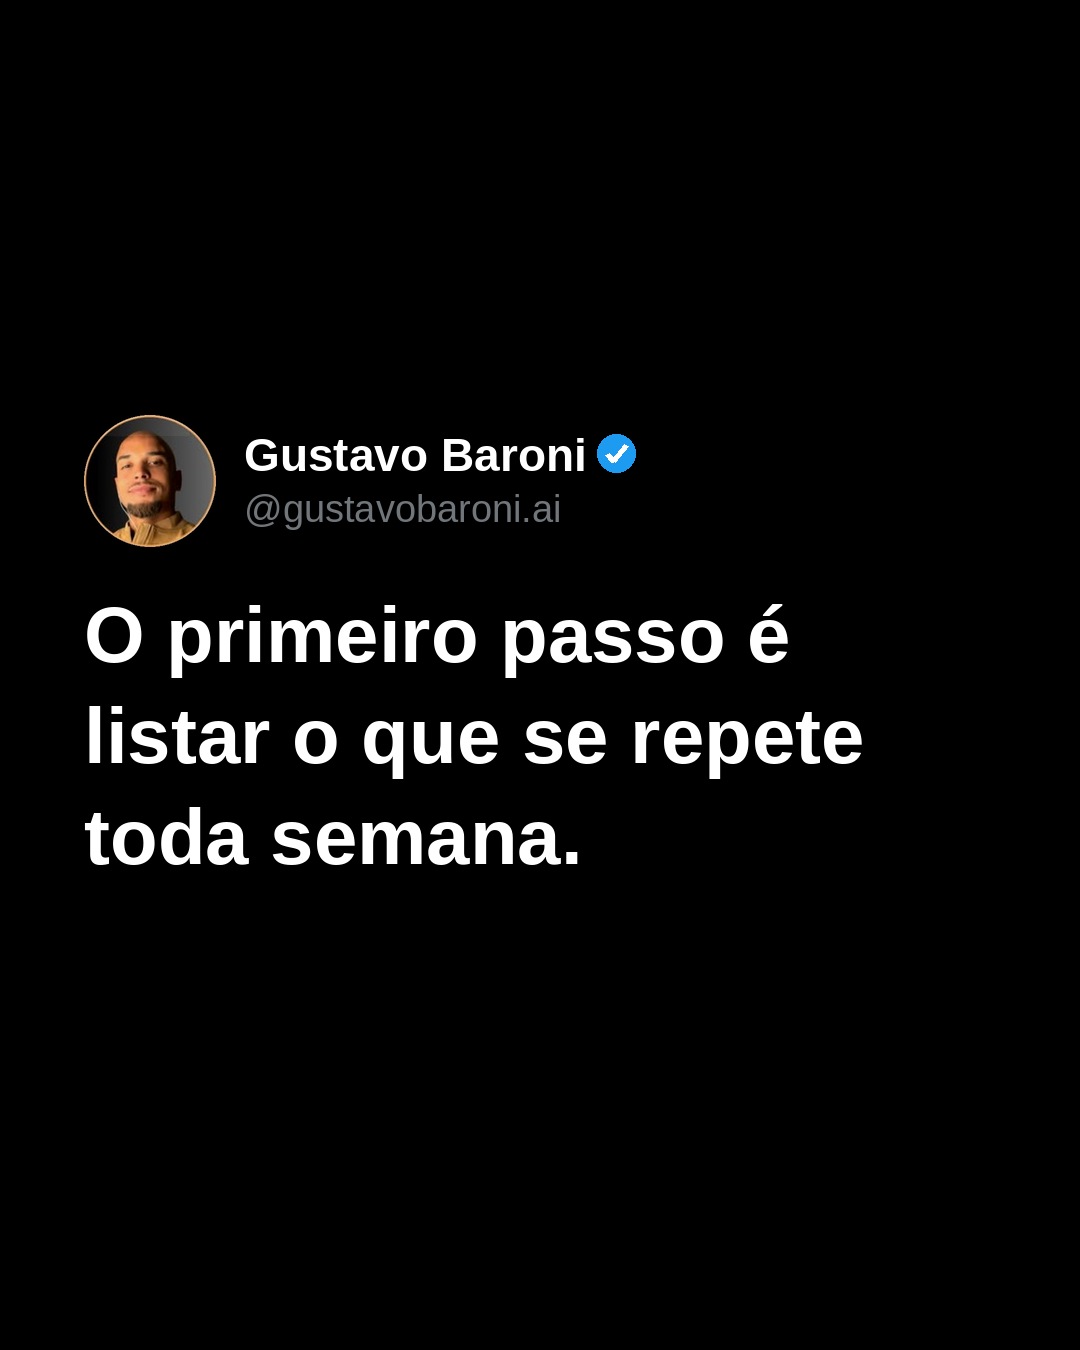 Gustavo Baroni
@gustavobaroni.ai
O primeiro passo é
listar o que se repete
toda semana.